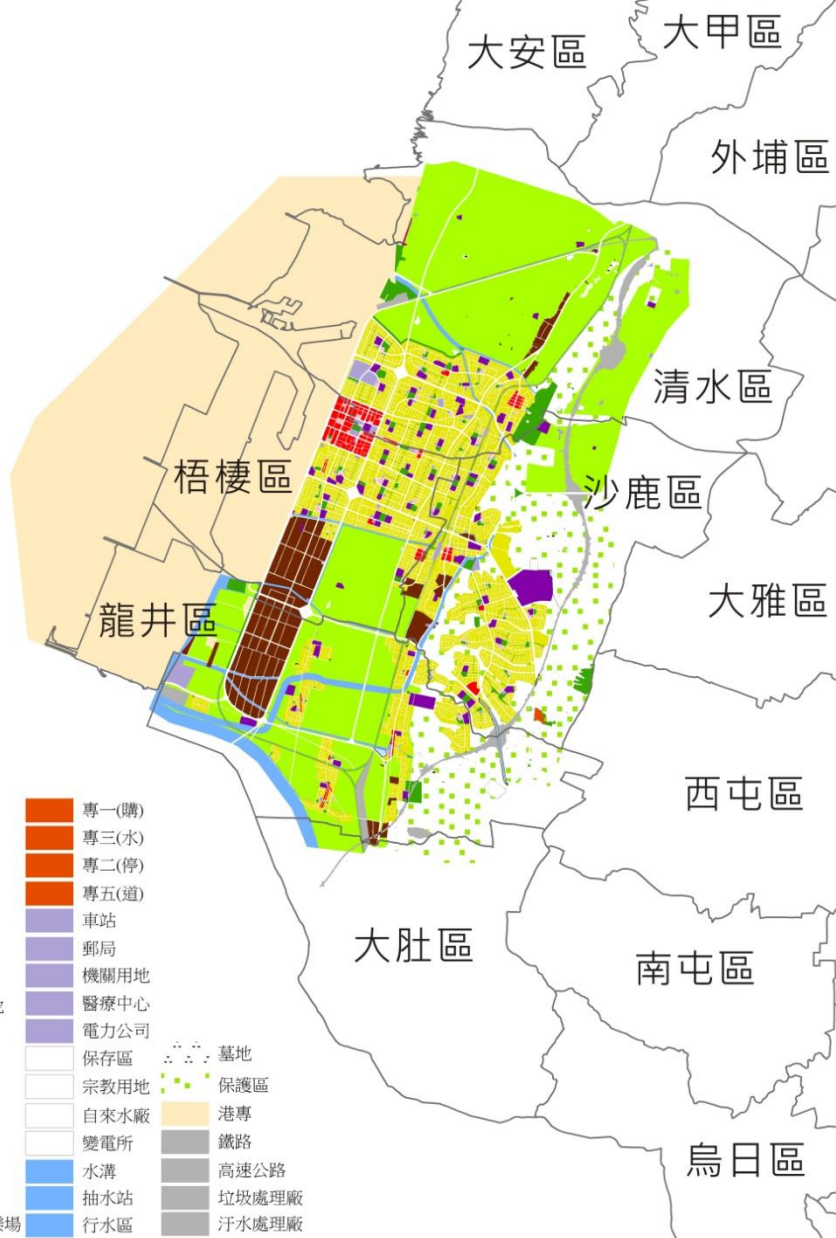 大安區
大甲區
外埔區
清水區
梧棲區
沙鹿區
龍井區
大雅區
西屯區
大肚區
南屯區
烏日區
專一(購)
專三(水)
專二(停)
專五(道)
車站
郵局
機關用地
醫療中心
電力公司
保存區
宗教用地
自來水廠
變電所
水溝
抽水站
行水區
墓地
保護區
港專
鐵路
高速公路
垃圾處理廠
汙水處理廠